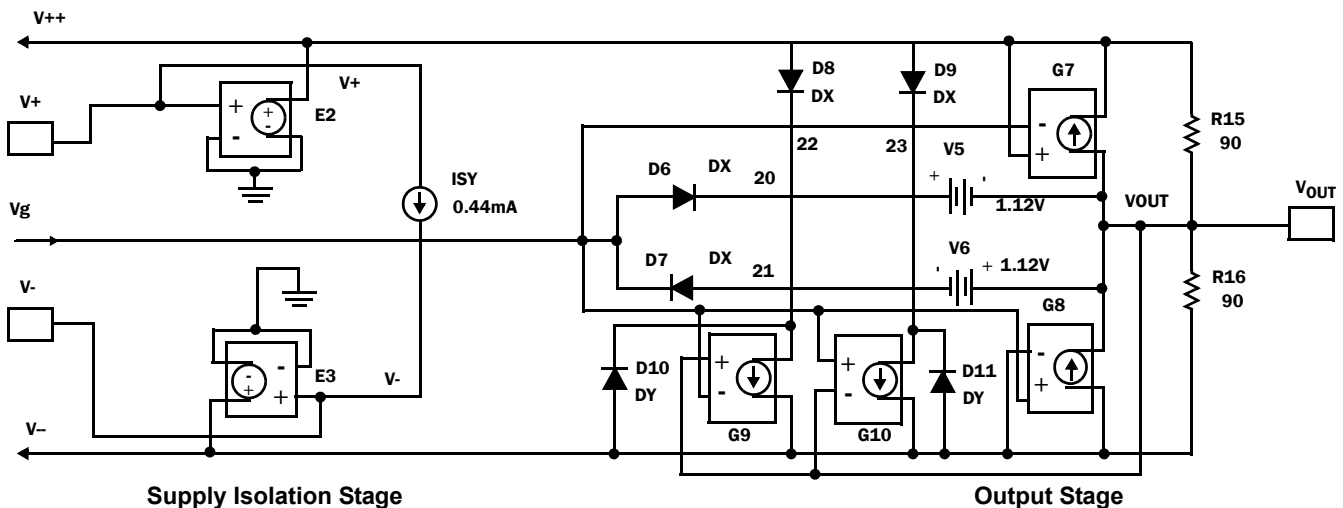 V++
V+
V+
E2
+
-
+
-
D8
DX
D9
DX
G7
-
+
R15
90
22
23
ISY
0.44mA
D6
DX
20
V5
+
-
1.12V
VOUT
VOUT
Vg
D7
DX
21
V6
-
+ 1.12V
R16
90
V-
G8
-
+
E3
-
+
-
+
V-
D10
DY
+
-
G9
+
-
G10
D11
DY
V--
Supply Isolation Stage
Output Stage